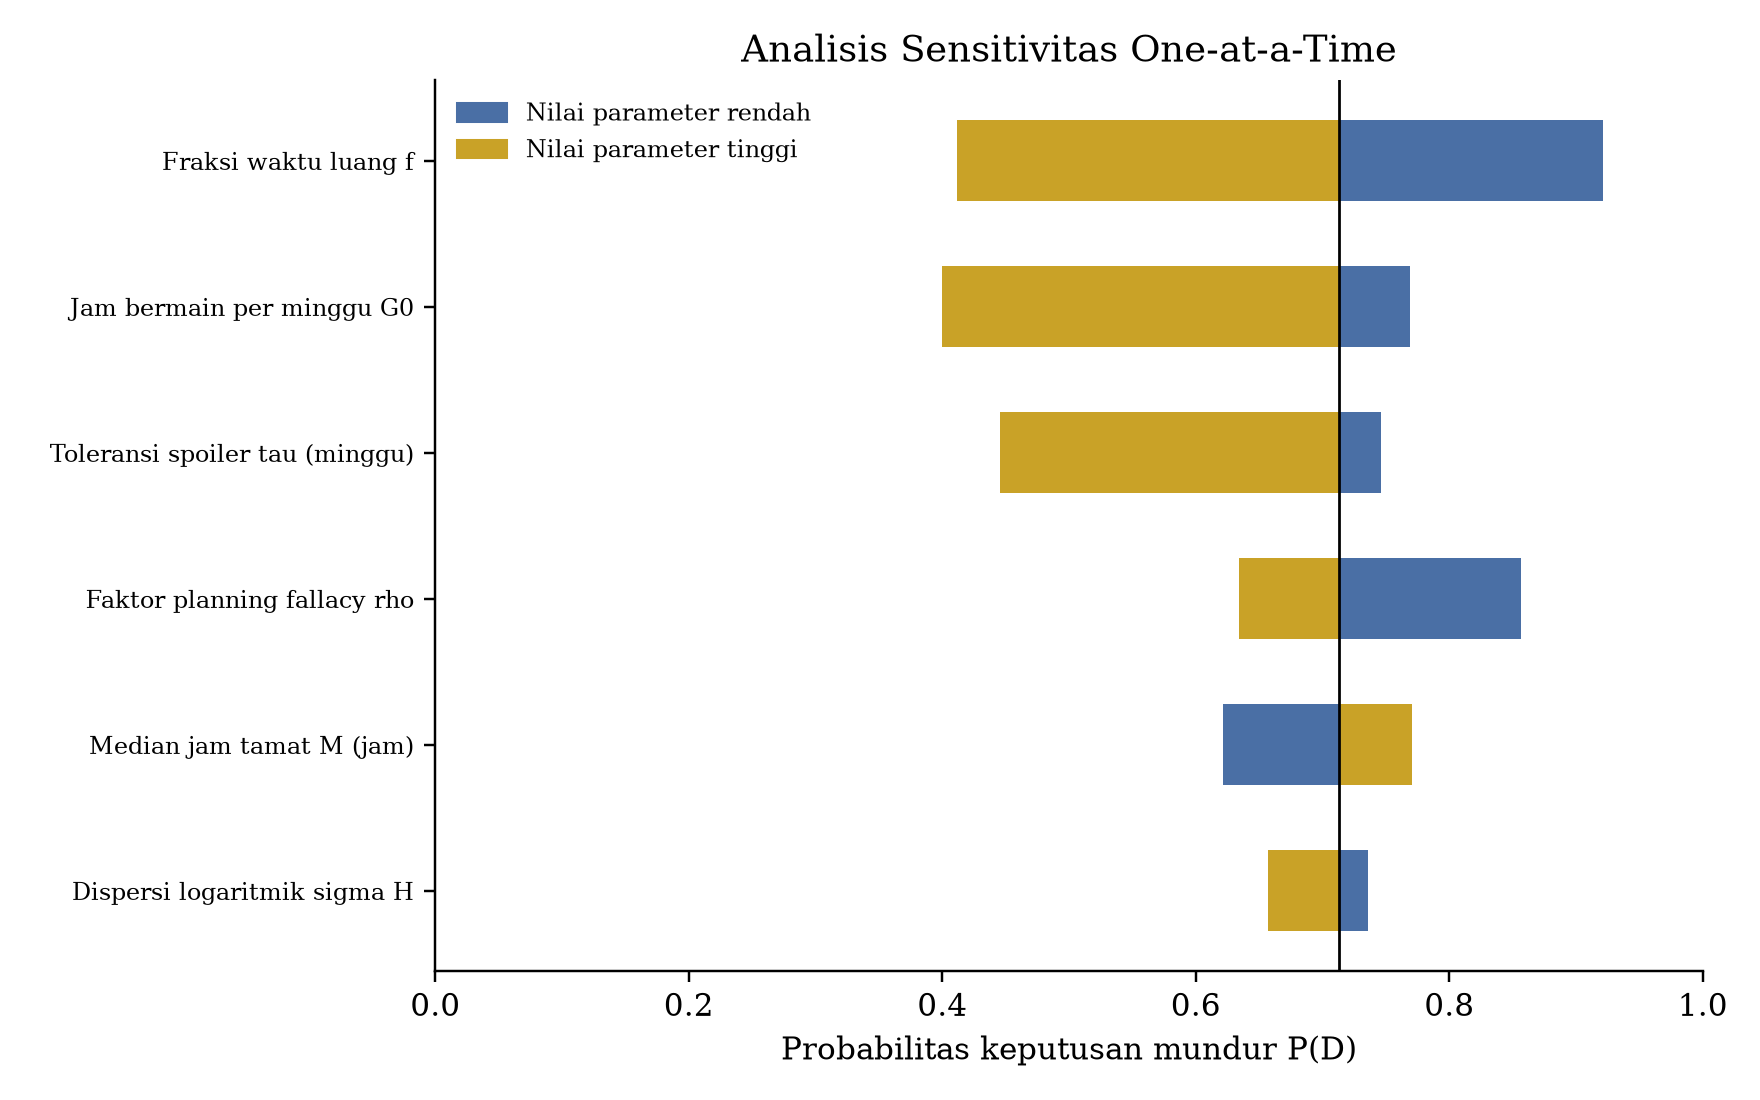 Analisis Sensitivitas One-at-a-Time
Nilai parameter rendah
Nilai parameter tinggi
Fraksi waktu luang f
Jam bermain per minggu G0
Toleransi spoiler tau (minggu)
Faktor planning fallacy rho
Median jam tamat M (jam)
Dispersi logaritmik sigma H
0.0 0.2 0.4 0.6 0.8 1.0
Probabilitas keputusan mundur P(D)